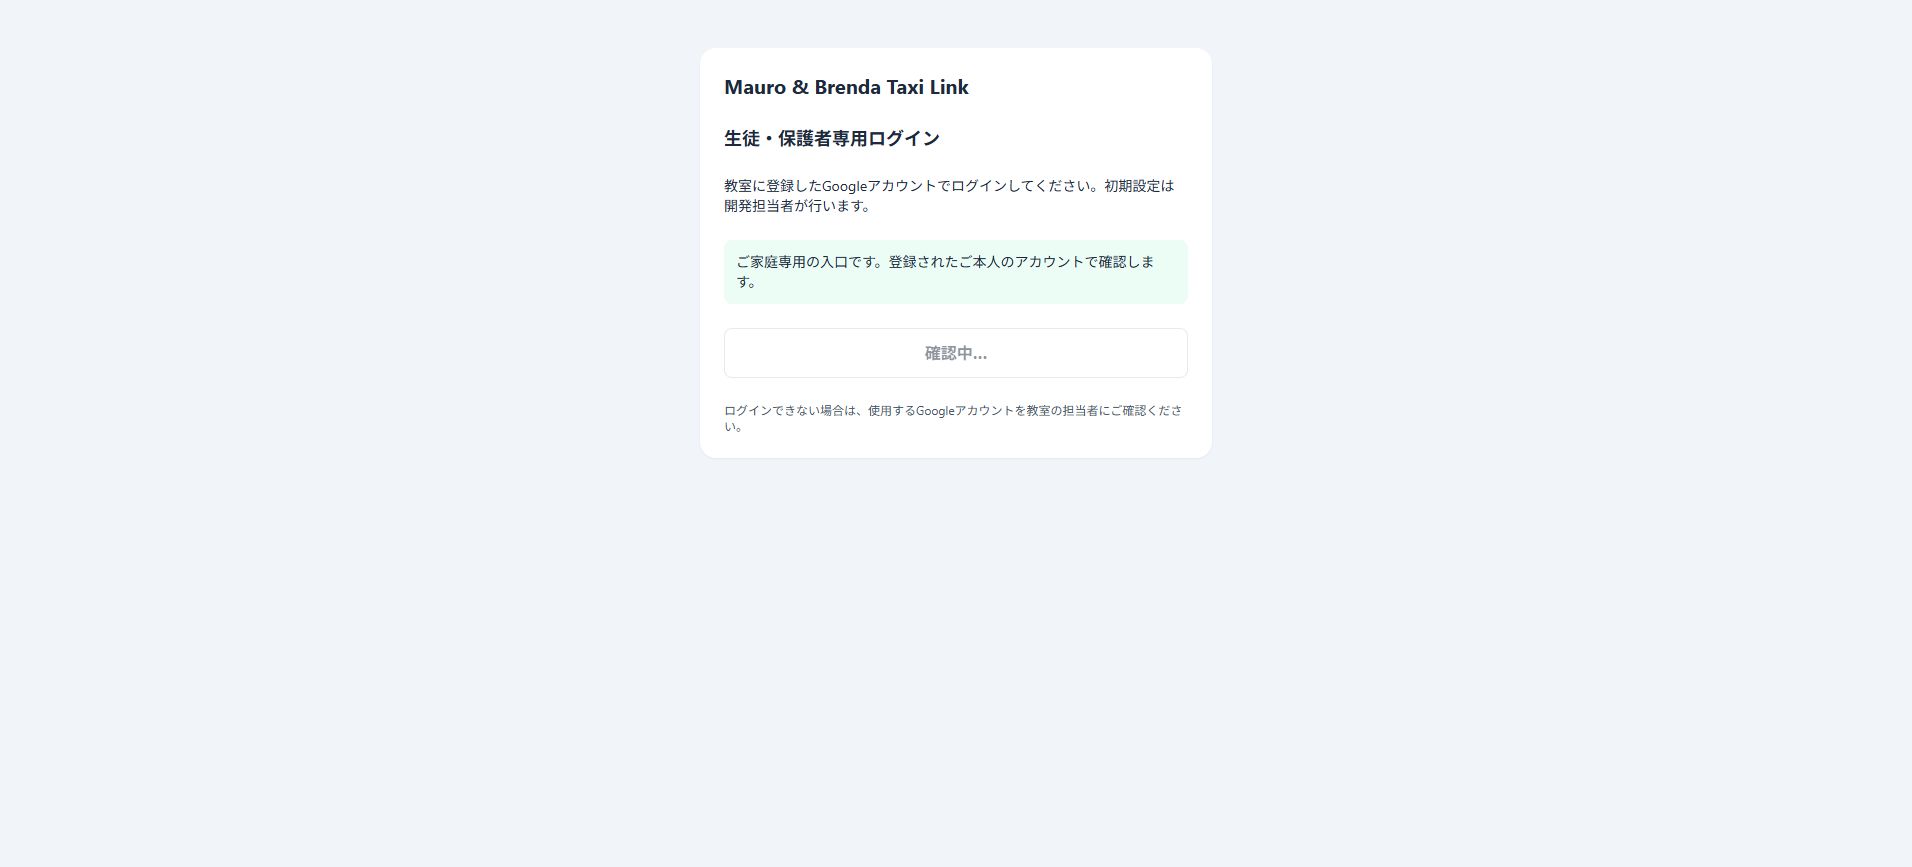 Mauro & Brenda Taxi Link
生徒・保護者専用ログイン
教室に登録したGoogleアカウントでログインしてください。初期設定は
開発担当者が行います。
ご家庭専用の入口です。登録されたご本人のアカウントで確認しま
す。
確認中...
ログインできない場合は、使用するGoogleアカウントを教室の担当者にご確認くださ
い。